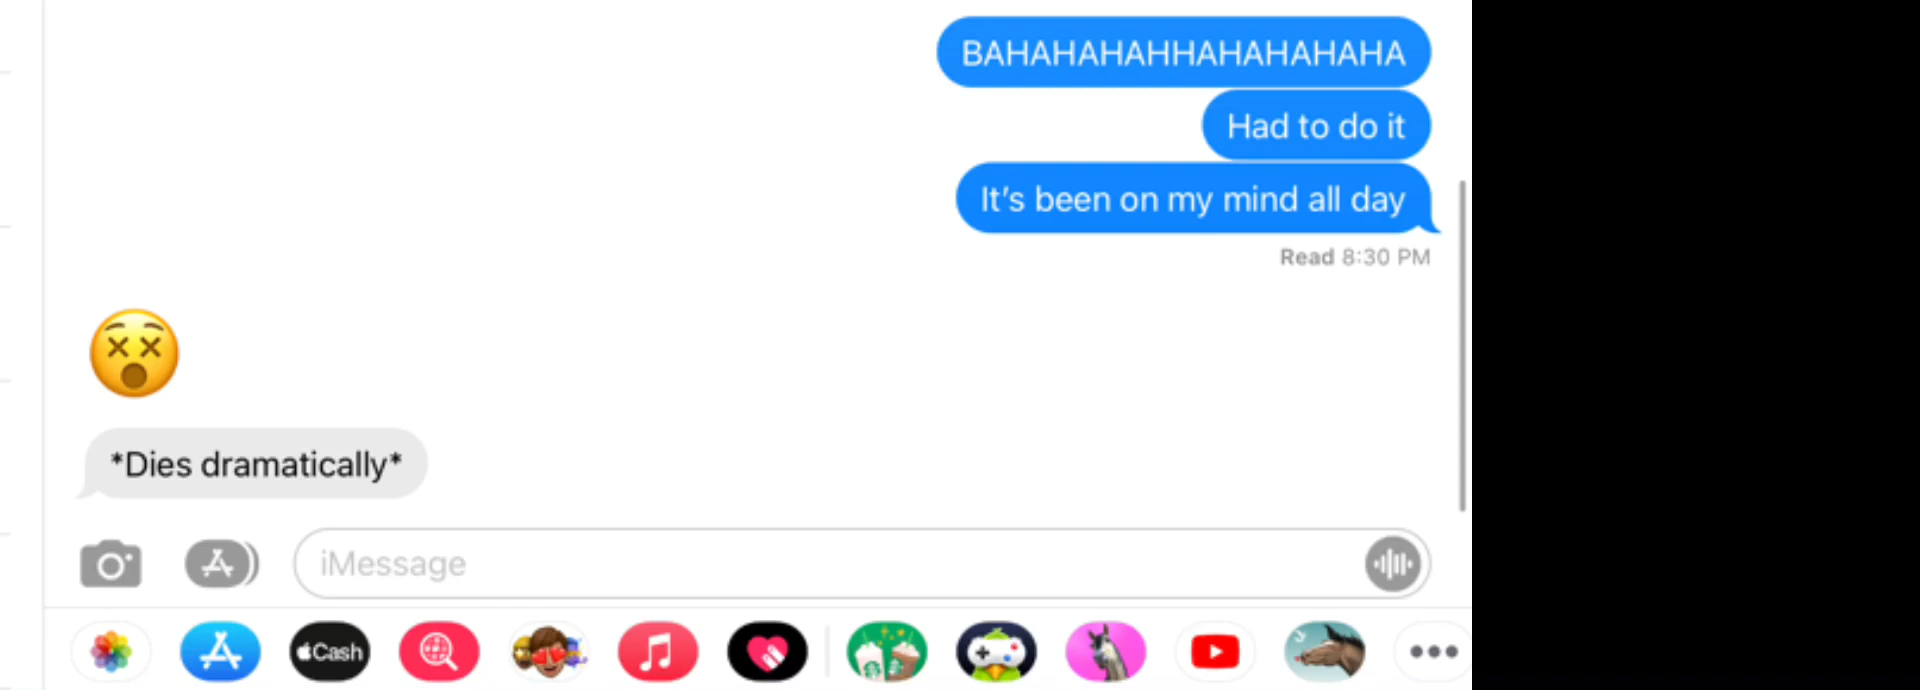 BAHAHAHAHHAHAHAHAHA
Had to do it
It’s been on my mind all day
Read 8:30 PM
*Dies dramatically*
iMessage
Cash